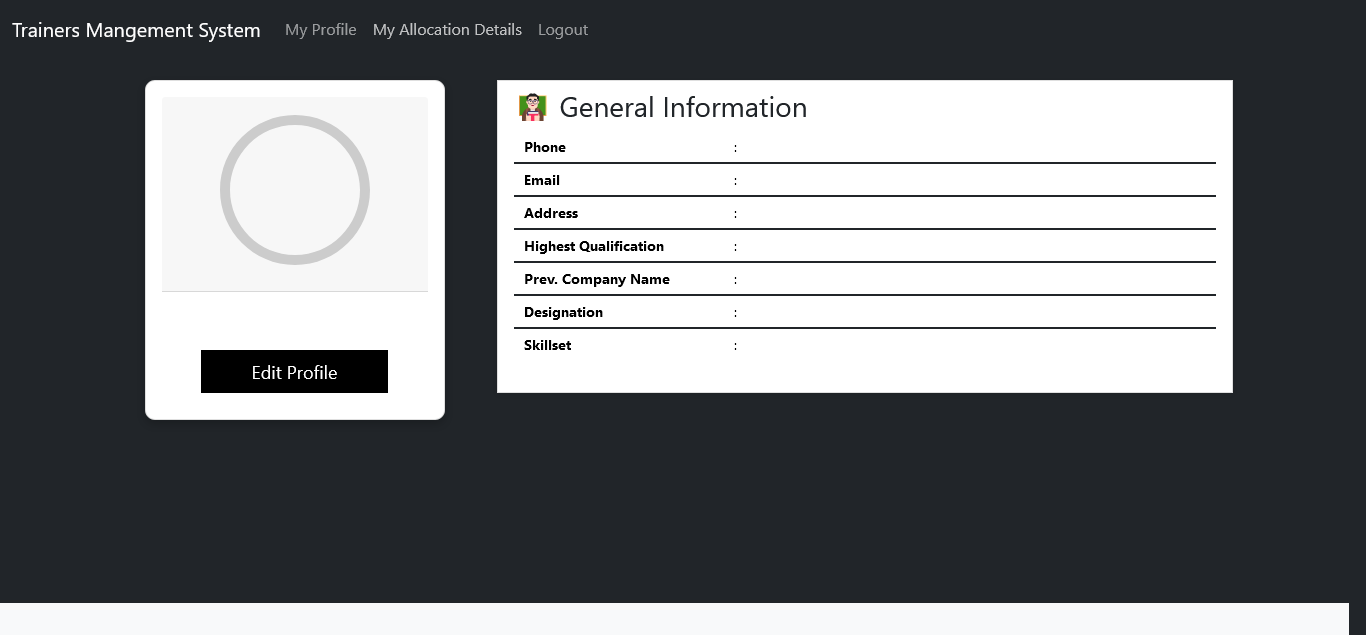 Trainers Mangement System My Profile My Allocation Details Logout
Edit Profile
General Information
Phone :
Email :
Address :
Highest Qualification :
Prev. Company Name :
Designation :
Skillset :